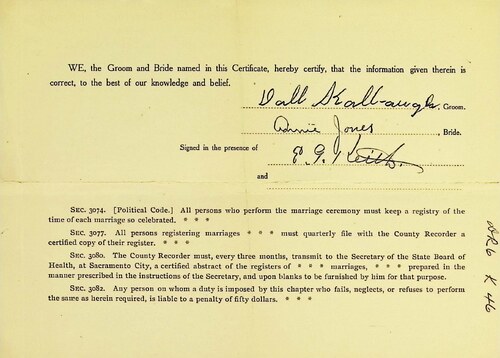 WE, the Groom and Bride named in this Certificate, hereby certify, that the information given therein is
correct, to the best of our knowledge and belief.
Dall Skalbaugh, Groom.
Annie Jones, Bride.
Signed in the presence of
E. G. Keith
and
SEC. 3074. [Political Code.] All persons who perform the marriage ceremony must keep a registry of
the time of each marriage so celebrated. * * *
SEC. 3077. All persons registering marriages * * * must quarterly file with the County Recorder
a certified copy of their register. * * *
SEC. 3080. The County Recorder must, every three months, transmit to the Secretary of the State Board of
Health, at Sacramento City, a certified abstract of the registers of * * * marriages, * * * prepared in the
manner prescribed in the instructions of the Secretary, and upon blanks to be furnished by him for that purpose.
SEC. 3082. Any person on whom a duty is imposed by this chapter who fails, neglects, or refuses to perform
the same as herein required, is liable to a penalty of fifty dollars. * * *
K 46